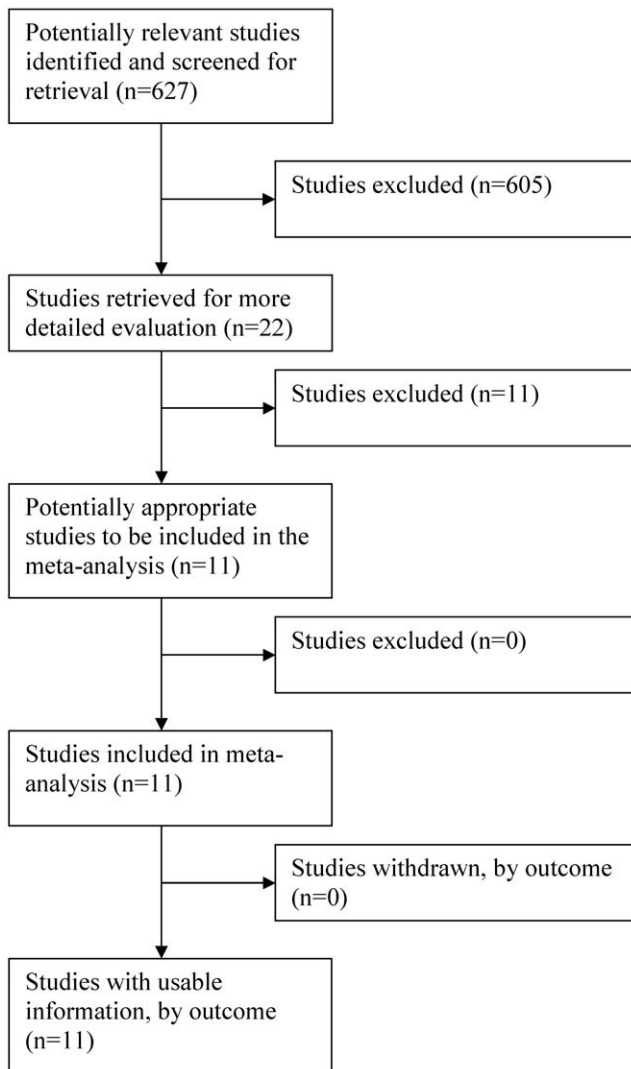 Potentially relevant studies
identified and screened for
retrieval (n=627)
Studies excluded (n=605)
Studies retrieved for more
detailed evaluation (n=22)
Studies excluded (n=11)
Potentially appropriate
studies to be included in the
meta-analysis (n=11)
Studies excluded (n=0)
Studies included in meta-
analysis (n=11)
Studies withdrawn, by outcome
(n=0)
Studies with usable
information, by outcome
(n=11)